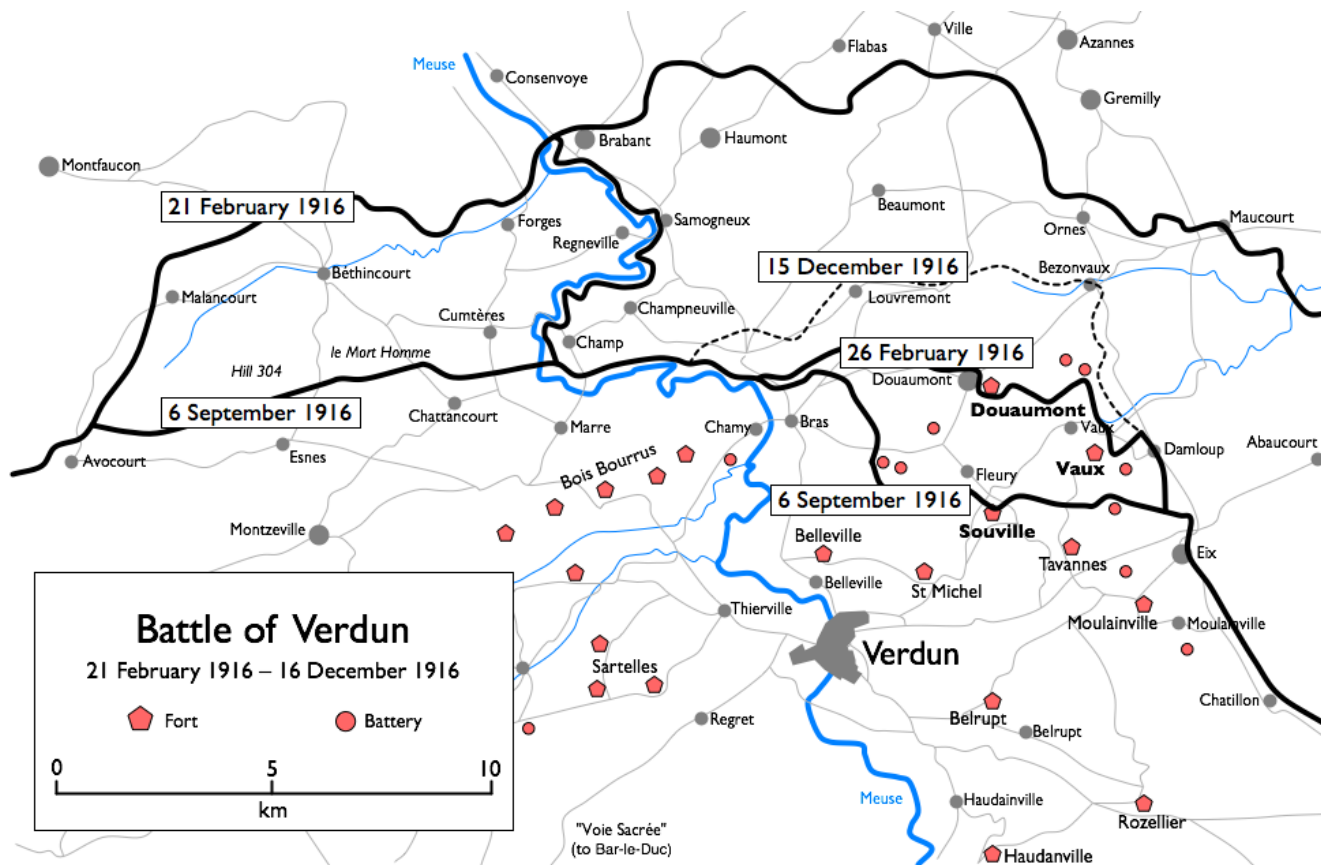 Ville
Flabas
Azannes
Meuse
Consenvoye
Gremilly
Brabant
Haumont
Montfaucon
21 February 1916
Beaumont
Forges
Samogneux
Maucourt
Ornes
Regneville
15 December 1916
Béthincourt
Bezonvaux
Malancourt
Louvremont
Champneuville
Cumtères
Champ
le Mort Homme
26 February 1916
Hill 304
Douaumont
6 September 1916
Chattancourt
Douaumont
Marre
Chamy
Bras
Vaux
Abaucourt
Esnes
Damloup
Avocourt
Bois Bourrus
Fleury
Vaux
6 September 1916
Montzeville
Souville
Belleville
Tavannes
Eix
Belleville
St Michel
Thierville
Moulainville
Moulainville
Battle of Verdun
Verdun
21 February 1916 – 16 December 1916
Sartelles
Chatillon
Fort
Battery
Regret
Belrupt
Belrupt
0 5 10
km
Meuse
Haudainville
Rozellier
"Voie Sacrée"
(to Bar-le-Duc)
Haudanville